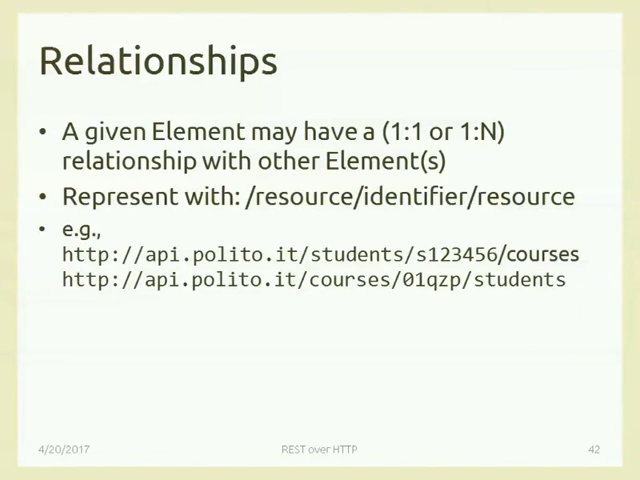 Relationships
• A given Element may have a (1:1 or 1:N)
relationship with other Element(s)
• Represent with: /resource/identifier/resource
• e.g.,
http://api.polito.it/students/s123456/courses
http://api.polito.it/courses/01qzp/students
4/20/2017 REST over HTTP 42